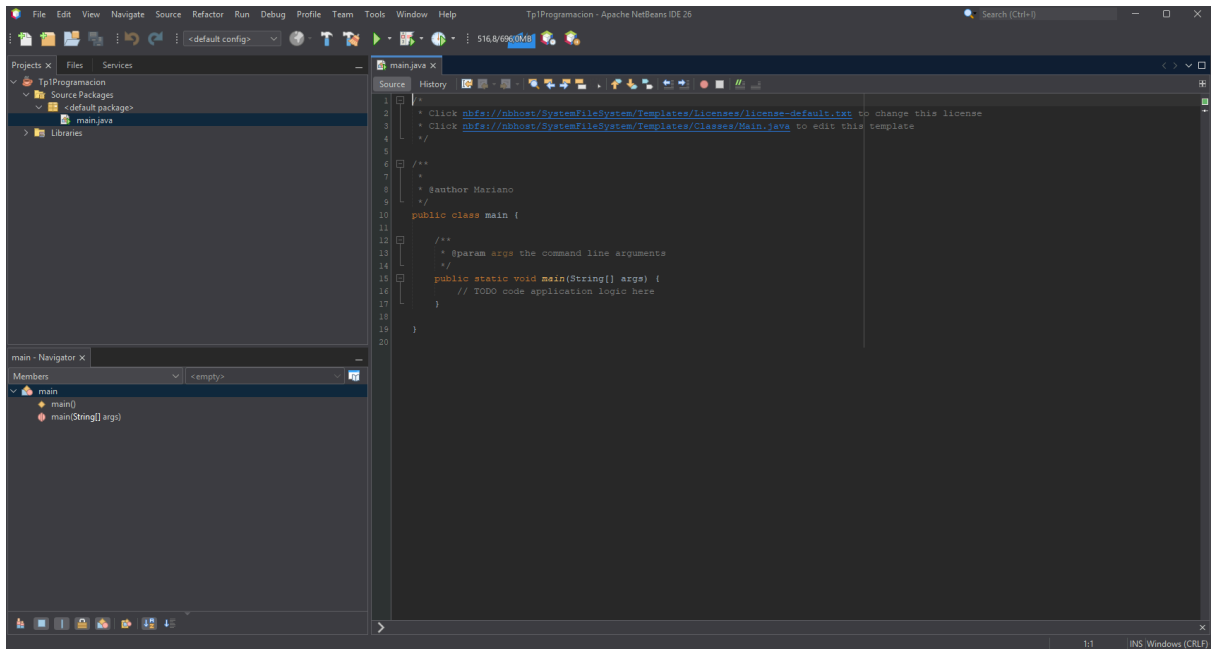 File Edit View Navigate Source Refactor Run Debug Profile Team Tools Window Help Tp1Programacion - Apache NetBeans IDE 26 Search (Ctrl+I)
<default config> 516,8/696,0MB
Projects Files Services
Tp1Programacion
Source Packages
<default package>
main.java
Libraries
main - Navigator
Members <empty>
main
main()
main(String[] args)
main.java
Source History
1 /*
2 * Click nbfs://nbhost/SystemFileSystem/Templates/Licenses/license-default.txt to change this license
3 * Click nbfs://nbhost/SystemFileSystem/Templates/Classes/Main.java to edit this template
4 */
5
6 /**
7 *
8 * @author Mariano
9 */
10 public class main {
11
12 /**
13 * @param args the command line arguments
14 */
15 public static void main(String[] args) {
16 // TODO code application logic here
17 }
18
19 }
20
1:1 INS Windows (CRLF)